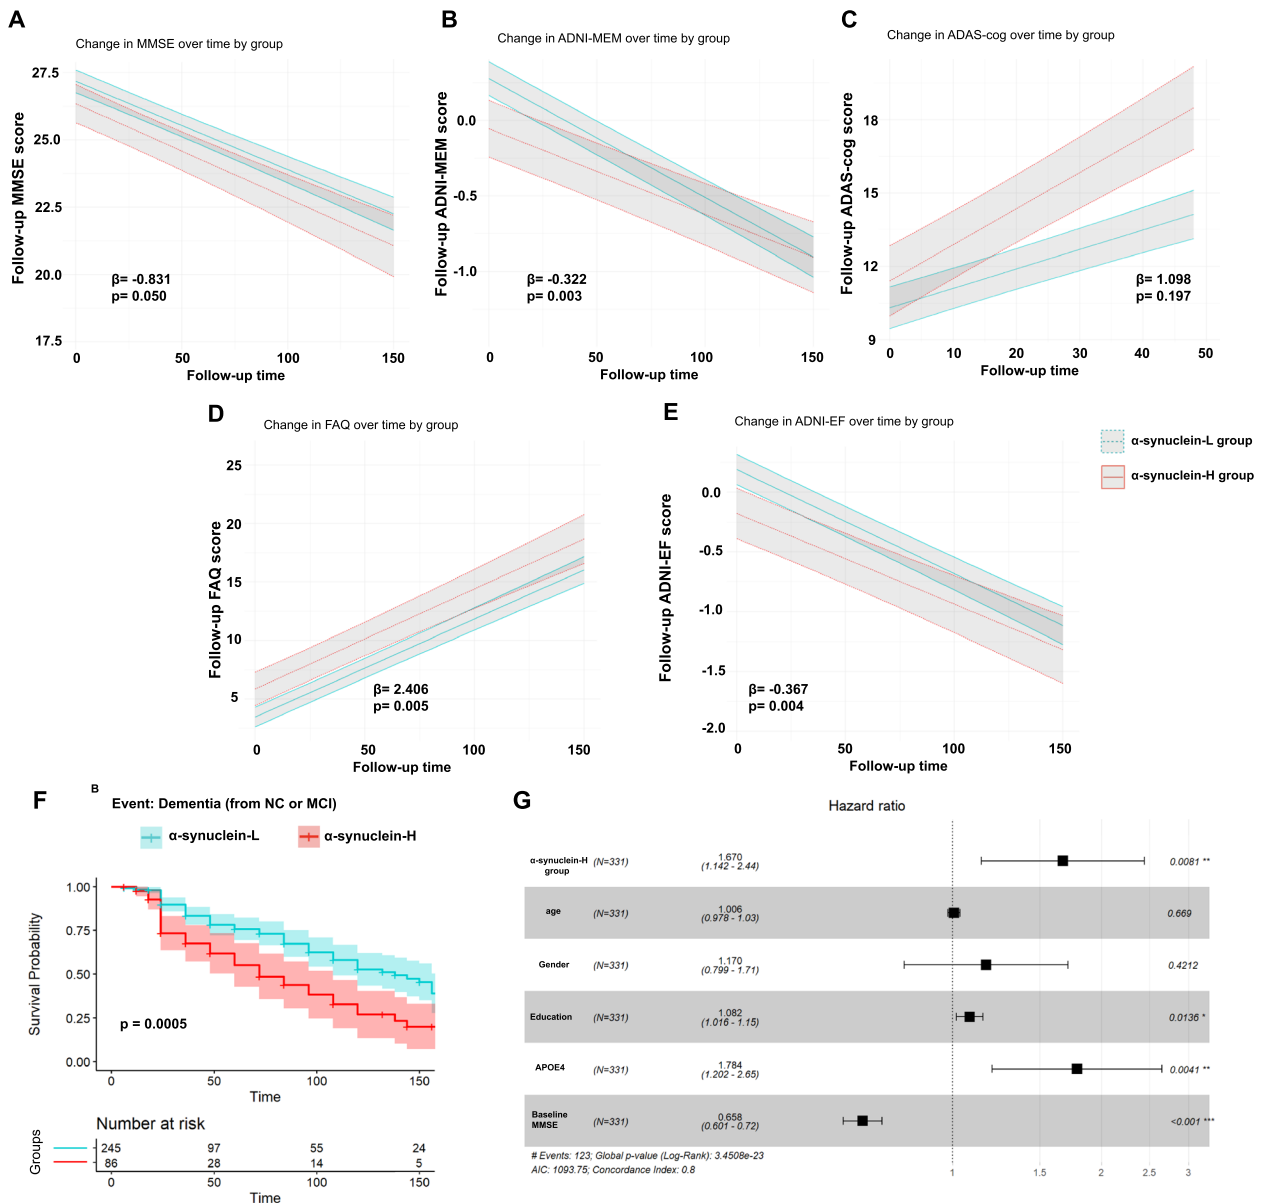 A
Change in MMSE over time by group
27.5
25.0
22.5
20.0
17.5
Follow-up MMSE score
β= -0.831
p= 0.050
0 50 100 150
Follow-up time
B
Change in ADNI-MEM over time by group
0.0
-0.5
-1.0
Follow-up ADNI-MEM score
β= -0.322
p= 0.003
0 50 100 150
Follow-up time
C
Change in ADAS-cog over time by group
18
15
12
9
Follow-up ADAS-cog score
β= 1.098
p= 0.197
0 10 20 30 40 50
Follow-up time
D
Change in FAQ over time by group
25
20
15
10
5
Follow-up FAQ score
β= 2.406
p= 0.005
0 50 100 150
Follow-up time
E
Change in ADNI-EF over time by group
0.0
-0.5
-1.0
-1.5
-2.0
Follow-up ADNI-EF score
β= -0.367
p= 0.004
0 50 100 150
Follow-up time
α-synuclein-L group
α-synuclein-H group
F
B
Event: Dementia (from NC or MCI)
α-synuclein-L α-synuclein-H
1.00
0.75
0.50
0.25
0.00
Survival Probability
p = 0.0005
0 50 100 150
Time
Number at risk
Groups
245 97 55 24
86 28 14 5
0 50 100 150
Time
G
Hazard ratio
α-synuclein-H
group
(N=331)
1.670
(1.142 - 2.44)
0.0081 **
age
(N=331)
1.006
(0.978 - 1.03)
0.669
Gender
(N=331)
1.170
(0.799 - 1.71)
0.4212
Education
(N=331)
1.082
(1.016 - 1.15)
0.0136 *
APOE4
(N=331)
1.784
(1.202 - 2.65)
0.0041 **
Baseline
MMSE
(N=331)
0.658
(0.601 - 0.72)
<0.001 ***
# Events: 123; Global p-value (Log-Rank): 3.4508e-23
AIC: 1093.75; Concordance Index: 0.8
1 1.5 2 2.5 3